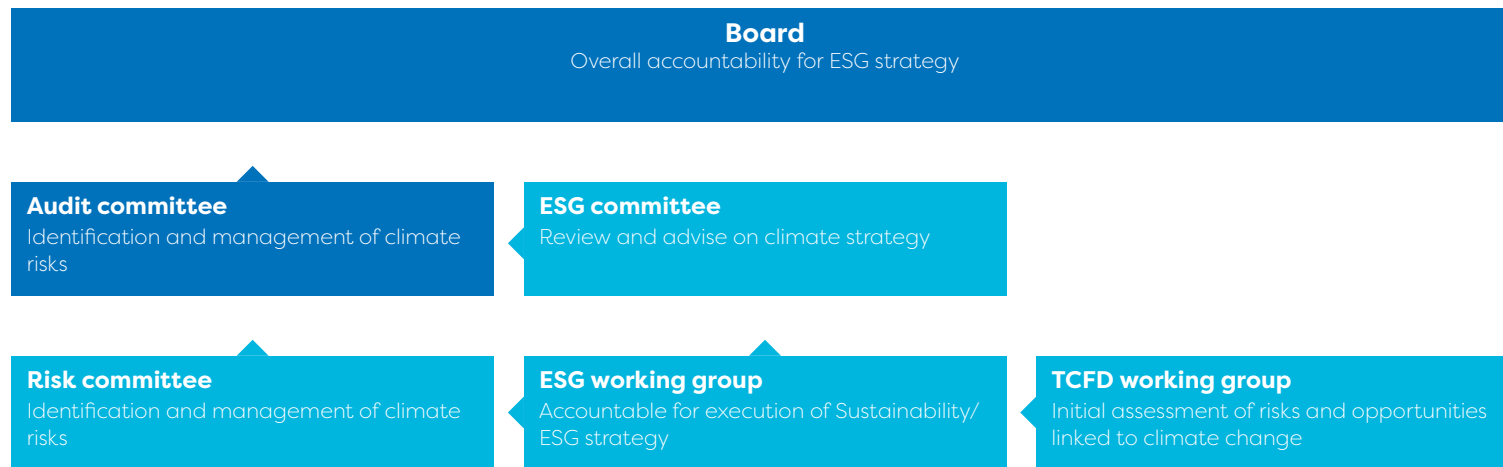 Board
Overall accountability for ESG strategy
Audit committee
Identification and management of climate
risks
ESG committee
Review and advise on climate strategy
Risk committee
Identification and management of climate
risks
ESG working group
Accountable for execution of Sustainability/
ESG strategy
TCFD working group
Initial assessment of risks and opportunities
linked to climate change